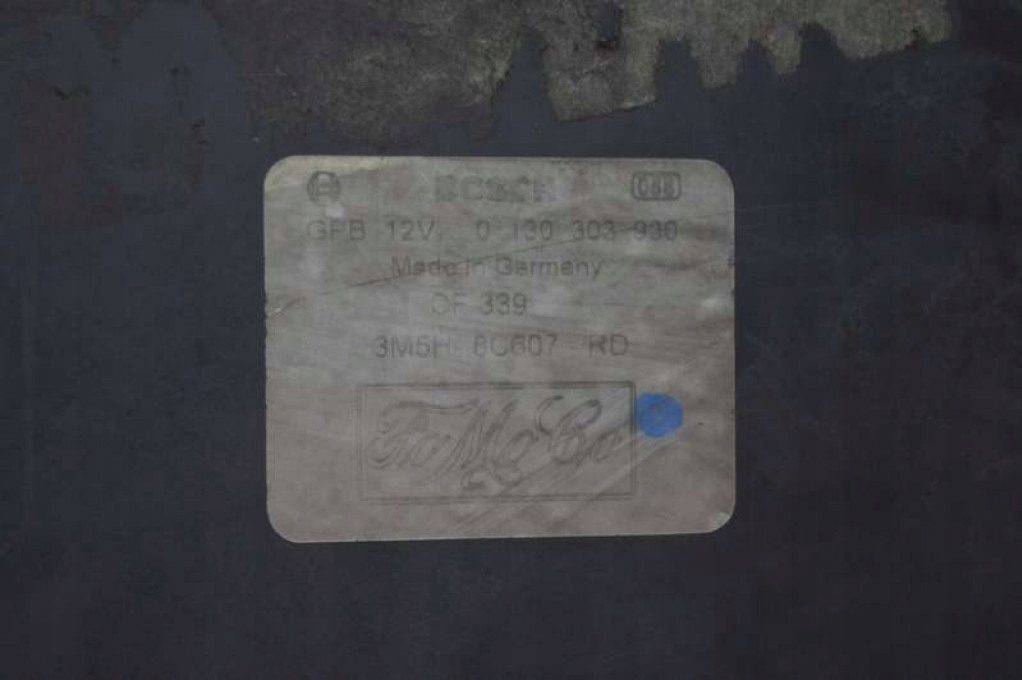 BOSCH
GPB 12V. 0 130 303 930
Made in Germany
CF 339
3M5H- 8C607 -RD
FoMoCo